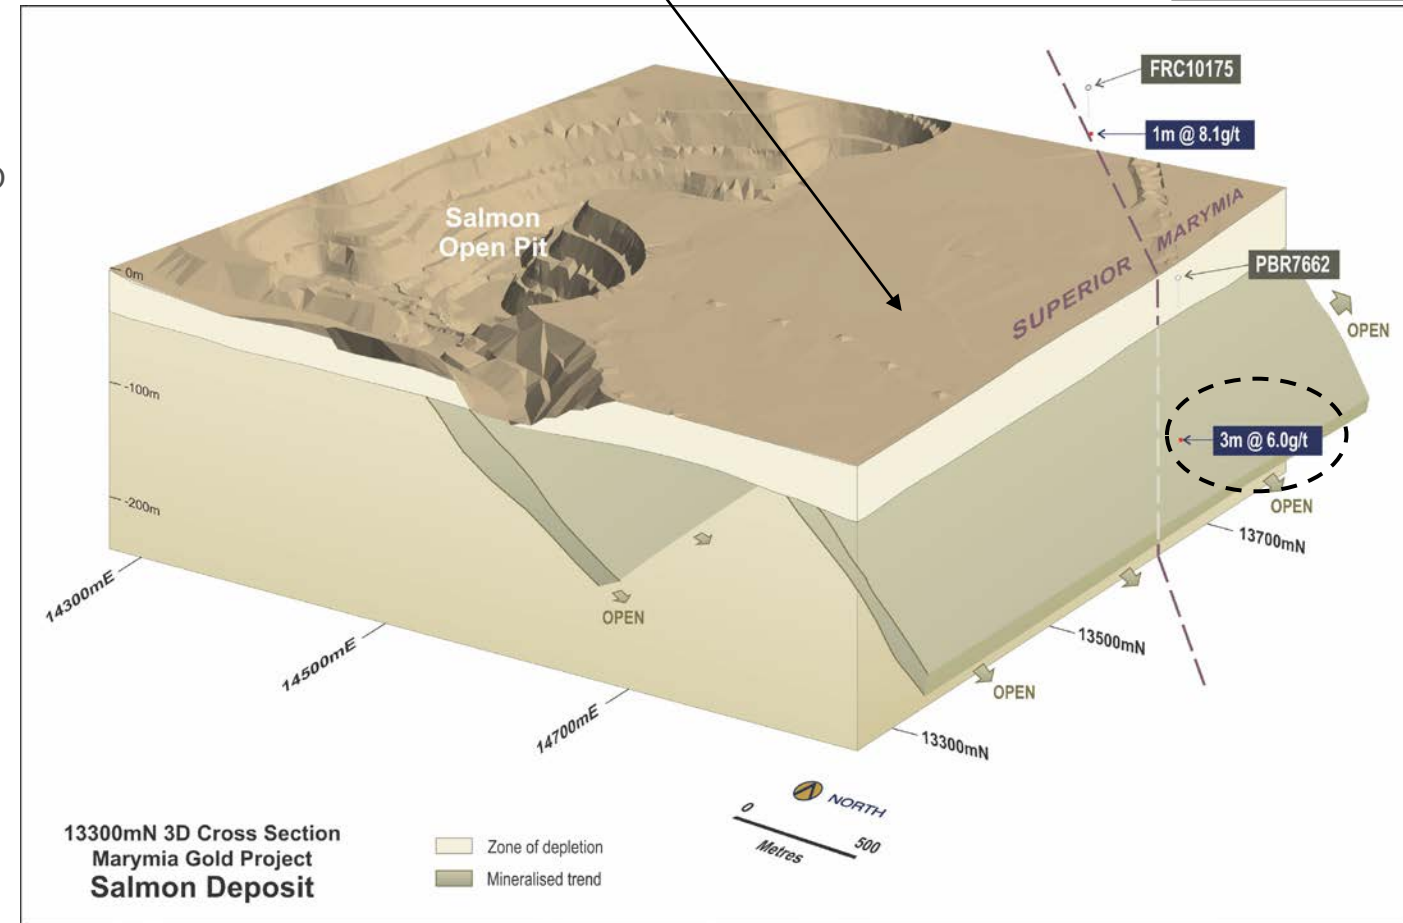 FRC10175
1m @ 8.1g/t
Salmon
Open Pit
MARYMIA
SUPERIOR
PBR7662
0m
OPEN
-100m
3m @ 6.0g/t
-200m
OPEN
13700mN
14300mE
OPEN
13500mN
14500mE
OPEN
14700mE
13300mN
NORTH
0
500
Metres
13300mN 3D Cross Section
Marymia Gold Project
Salmon Deposit
Zone of depletion
Mineralised trend